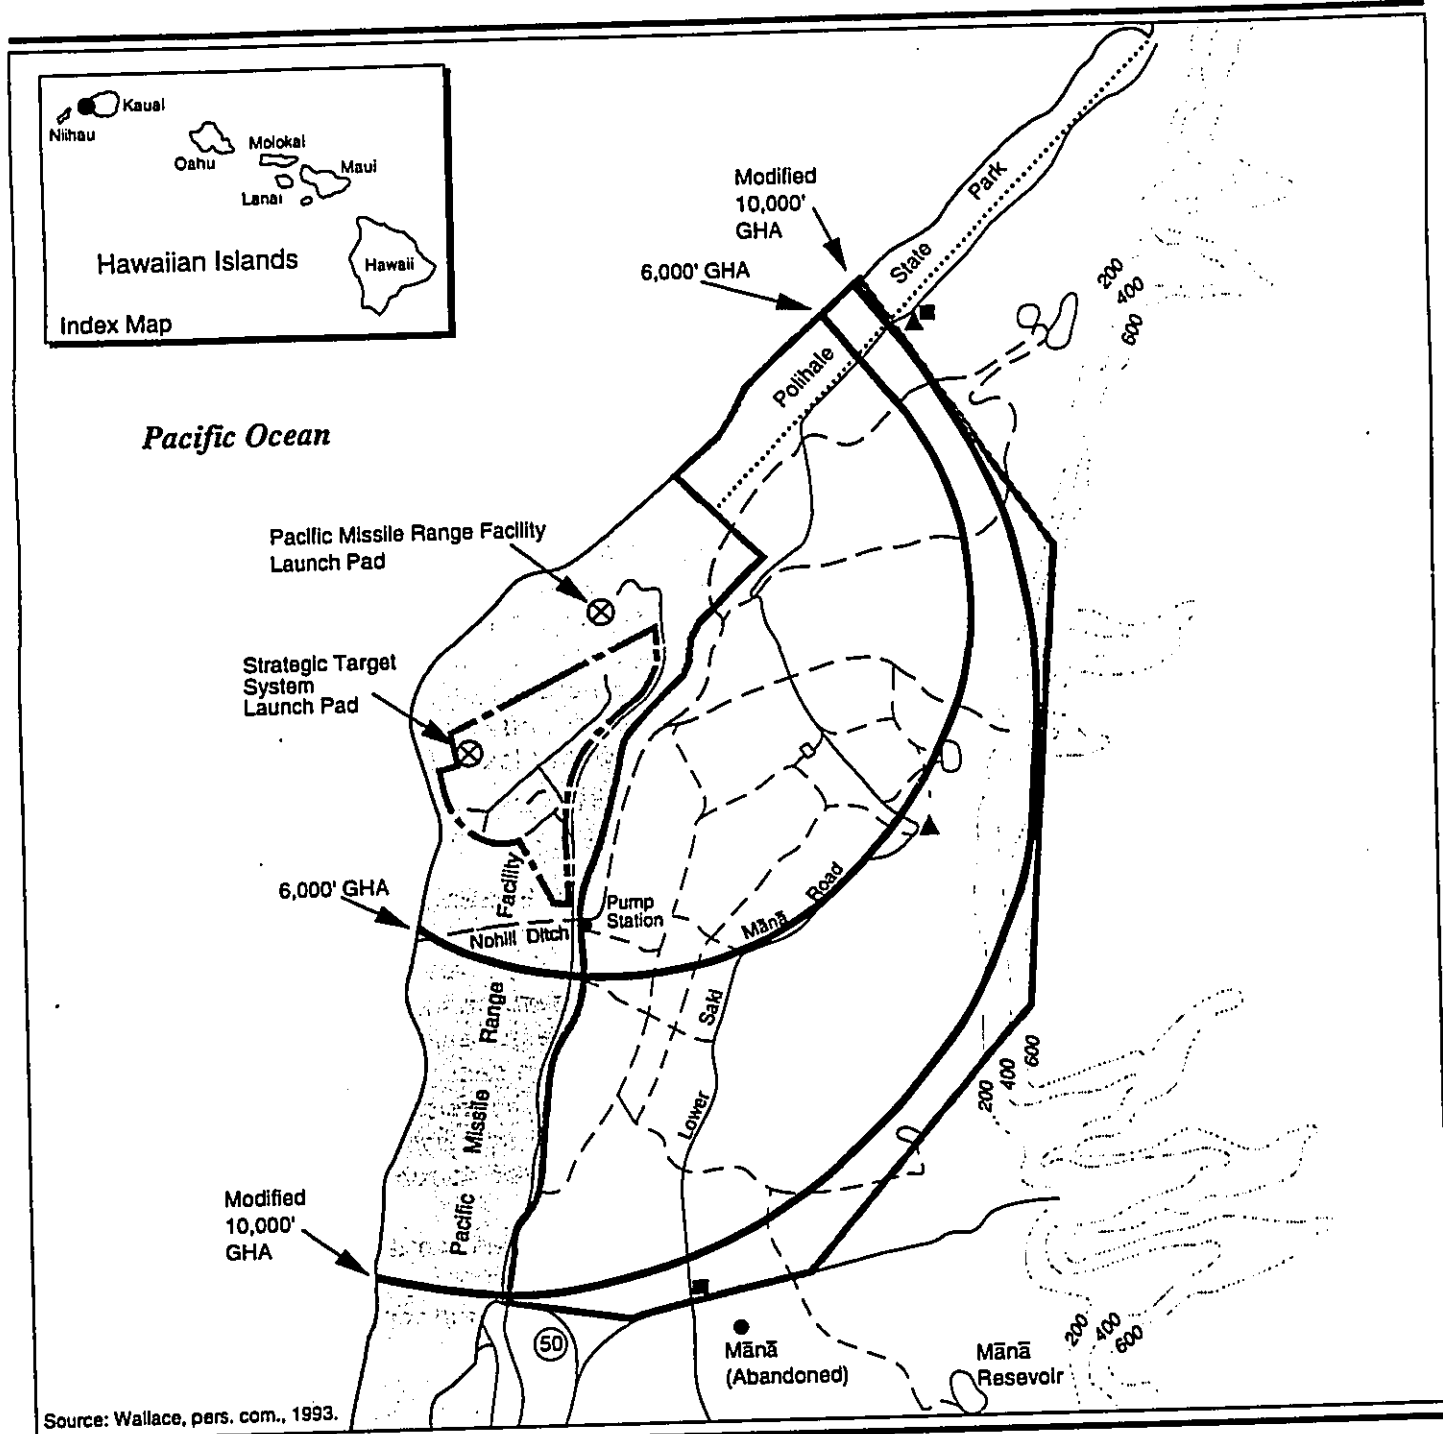 Kauai
Niihau
Oahu
Molokai
Maui
Lanai
Hawaiian Islands
Hawaii
Index Map
Modified
10,000'
GHA
6,000' GHA
Park
State
Polihale
200
400
600
Pacific Ocean
Pacific Missile Range Facility
Launch Pad
Strategic Target
System
Launch Pad
6,000' GHA
Facility
Nohili Ditch
Pump
Station
Mānā Road
Range
Saki
Missile
Lower
Pacific
200
400
600
Modified
10,000'
GHA
50
Mānā
(Abandoned)
Mānā
Resevoir
200
400
600
Source: Wallace, pers. com., 1993.